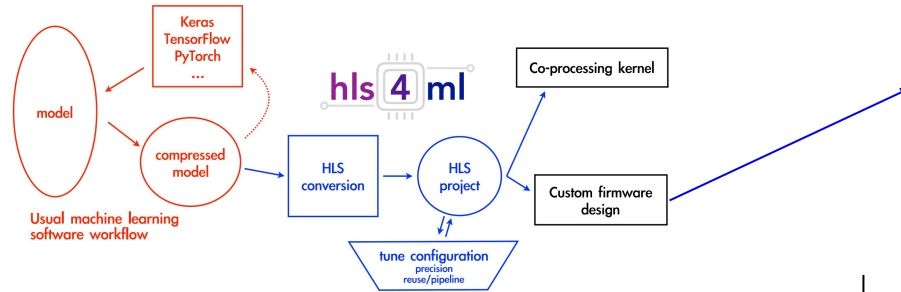 Keras
TensorFlow
PyTorch
...
model
compressed
model
Usual machine learning
software workflow
hls 4 ml
HLS
conversion
HLS
project
tune configuration
precision
reuse/pipeline
Co-processing kernel
Custom firmware
design